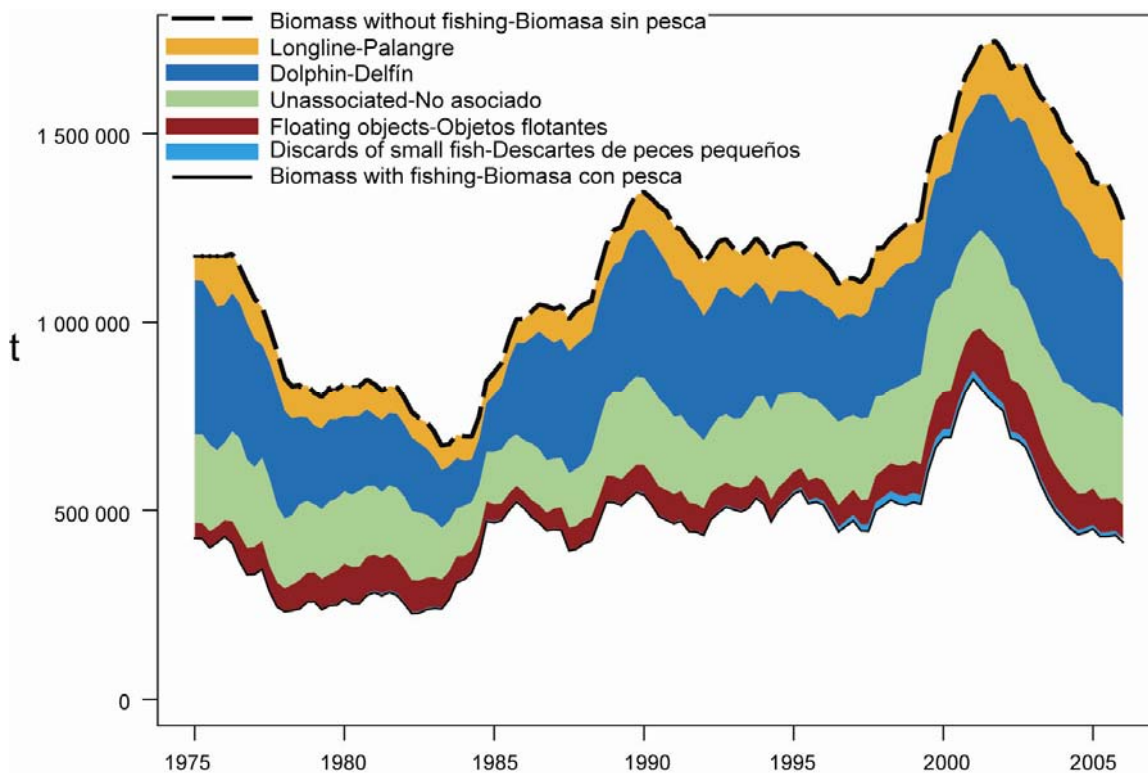 Biomass without fishing-Biomasa sin pesca
Longline-Palangre
Dolphin-Delfín
Unassociated-No asociado
Floating objects-Objetos flotantes
Discards of small fish-Descartes de peces pequeños
Biomass with fishing-Biomasa con pesca
1 500 000
1 000 000
t
500 000
0
1975 1980 1985 1990 1995 2000 2005